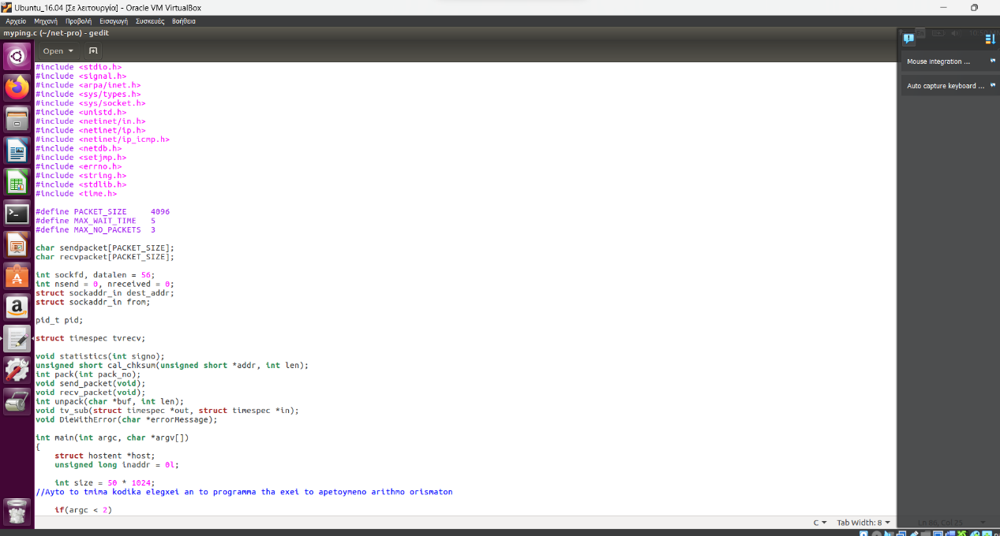 Ubuntu_16.04 [Σε λειτουργία] - Oracle VM VirtualBox
Αρχείο Μηχανή Προβολή Εισαγωγή Συσκευές Βοήθεια
myping.c (~/net-pro) - gedit
Open
Mouse integration ...
Auto capture keyboard ...
#include <stdio.h>
#include <signal.h>
#include <arpa/inet.h>
#include <sys/types.h>
#include <sys/socket.h>
#include <unistd.h>
#include <netinet/in.h>
#include <netinet/ip.h>
#include <netinet/ip_icmp.h>
#include <netdb.h>
#include <setjmp.h>
#include <errno.h>
#include <string.h>
#include <stdlib.h>
#include <time.h>
#define PACKET_SIZE     4096
#define MAX_WAIT_TIME   5
#define MAX_NO_PACKETS  3
char sendpacket[PACKET_SIZE];
char recvpacket[PACKET_SIZE];
int sockfd, datalen = 56;
int nsend = 0, nreceived = 0;
struct sockaddr_in dest_addr;
struct sockaddr_in from;
pid_t pid;
struct timespec tvrecv;
void statistics(int signo);
unsigned short cal_chksum(unsigned short *addr, int len);
int pack(int pack_no);
void send_packet(void);
void recv_packet(void);
int unpack(char *buf, int len);
void tv_sub(struct timespec *out, struct timespec *in);
void DieWithError(char *errorMessage);
int main(int argc, char *argv[])
{
    struct hostent *host;
    unsigned long inaddr = 0l;
    int size = 50 * 1024;
//Ayto to tmima kodika elegxei an to programma tha exei to apetoymeno arithmo orismaton
    if(argc < 2)
C
Tab Width: 8
Ln 86, Col 25